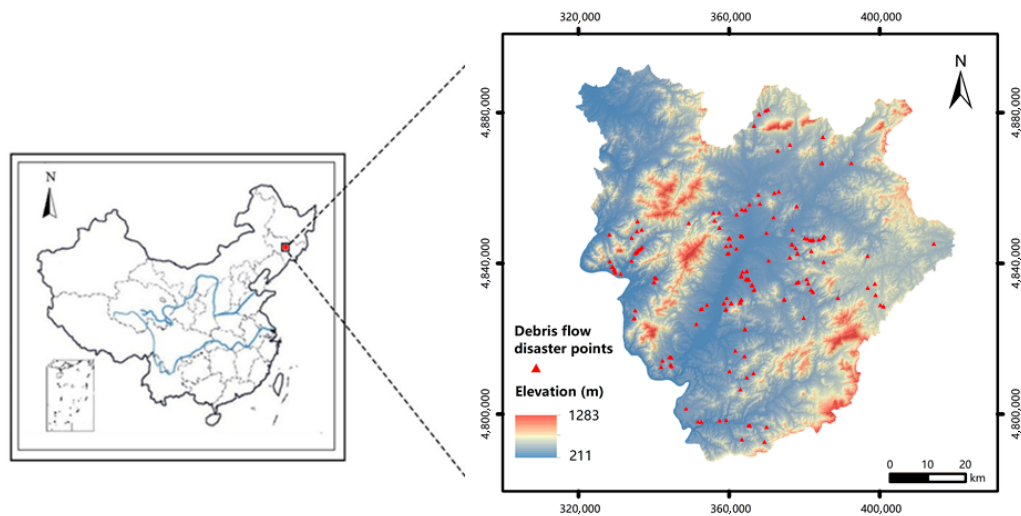 320,000 360,000 400,000
N
N
4,880,000
4,880,000
4,840,000
4,840,000
4,800,000
4,800,000
Debris flow
disaster points
Elevation (m)
1283
211
0 10 20
km
320,000 360,000 400,000